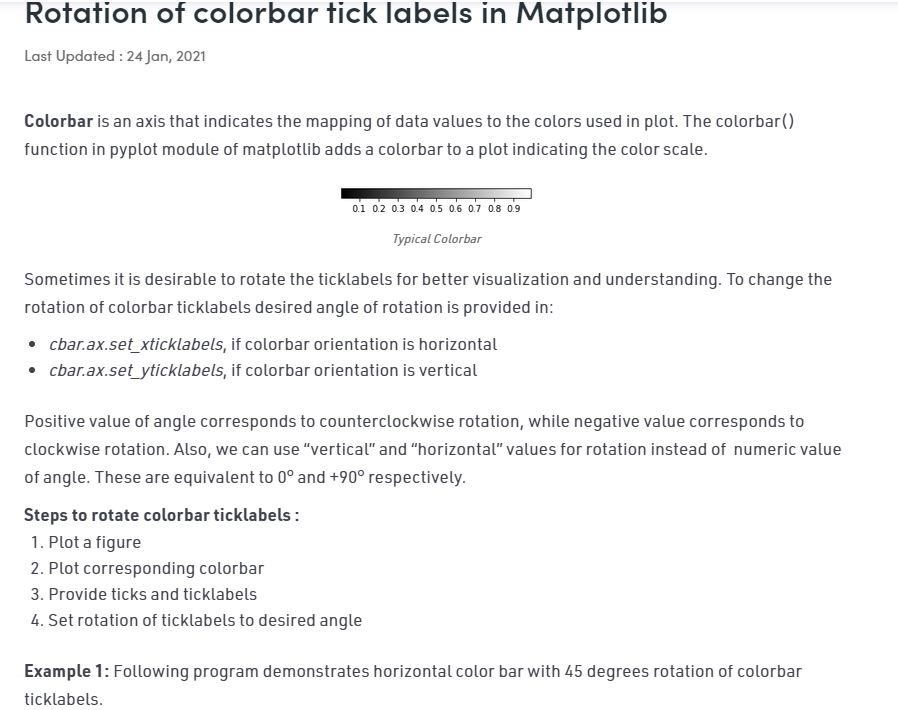 Rotation of colorbar tick labels in Matplotlib
Last Updated : 24 Jan, 2021
Colorbar is an axis that indicates the mapping of data values to the colors used in plot. The colorbar()
function in pyplot module of matplotlib adds a colorbar to a plot indicating the color scale.
0.1 0.2 0.3 0.4 0.5 0.6 0.7 0.8 0.9
Typical Colorbar
Sometimes it is desirable to rotate the ticklabels for better visualization and understanding. To change the
rotation of colorbar ticklabels desired angle of rotation is provided in:
• cbar.ax.set_xticklabels, if colorbar orientation is horizontal
• cbar.ax.set_yticklabels, if colorbar orientation is vertical
Positive value of angle corresponds to counterclockwise rotation, while negative value corresponds to
clockwise rotation. Also, we can use “vertical” and “horizontal” values for rotation instead of  numeric value
of angle. These are equivalent to 0° and +90° respectively.
Steps to rotate colorbar ticklabels :
1. Plot a figure
2. Plot corresponding colorbar
3. Provide ticks and ticklabels
4. Set rotation of ticklabels to desired angle
Example 1: Following program demonstrates horizontal color bar with 45 degrees rotation of colorbar
ticklabels.